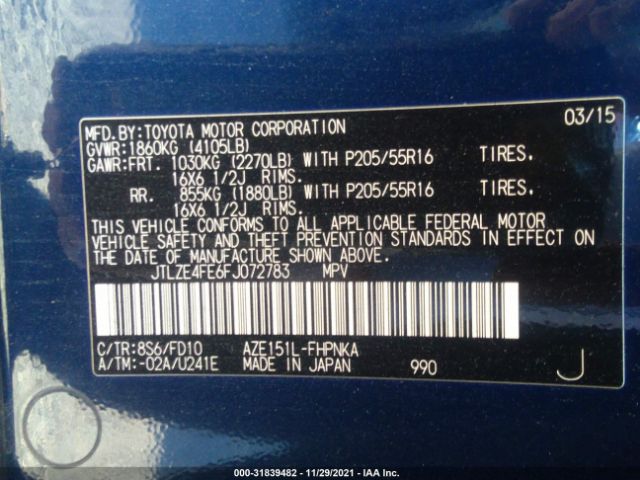 MFD.BY:TOYOTA MOTOR CORPORATION 03/15
GVWR:1860KG (4105LB)
GAWR:FRT. 1030KG (2270LB) WITH P205/55R16 TIRES.
16X6 1/2J RIMS.
RR. 855KG (1880LB) WITH P205/55R16 TIRES.
16X6 1/2J RIMS.
THIS VEHICLE CONFORMS TO ALL APPLICABLE FEDERAL MOTOR
VEHICLE SAFETY AND THEFT PREVENTION STANDARDS IN EFFECT ON
THE DATE OF MANUFACTURE SHOWN ABOVE.
JTLZE4FE6FJ072783 MPV
C/TR:8S6/FD10 AZE151L-FHPNKA
A/TM:-02A/U241E MADE IN JAPAN 990 J
000-31839482 - 11/29/2021 - IAA Inc.